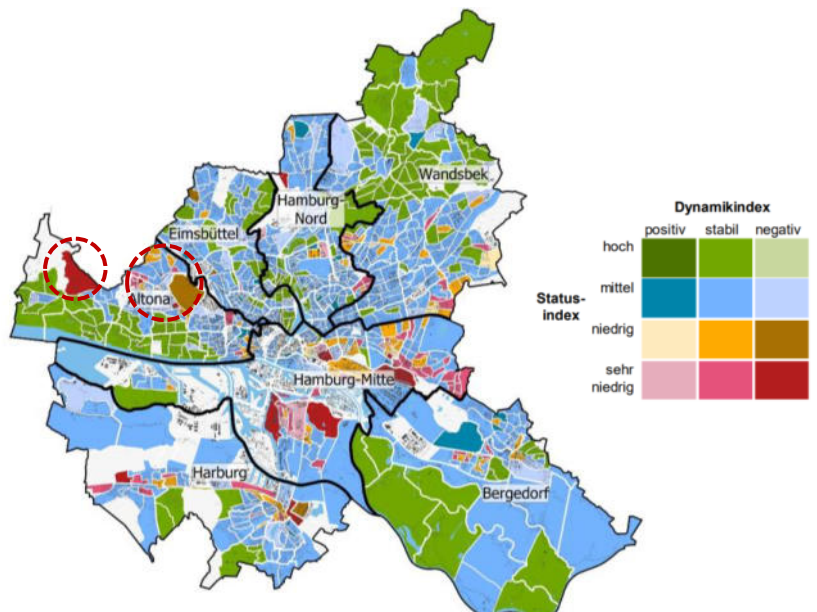 Wandsbek
Hamburg-
Nord
Eimsbüttel
Altona
Hamburg-Mitte
Harburg
Bergedorf
Dynamikindex
positiv stabil negativ
hoch
mittel
Status-
index
niedrig
sehr
niedrig